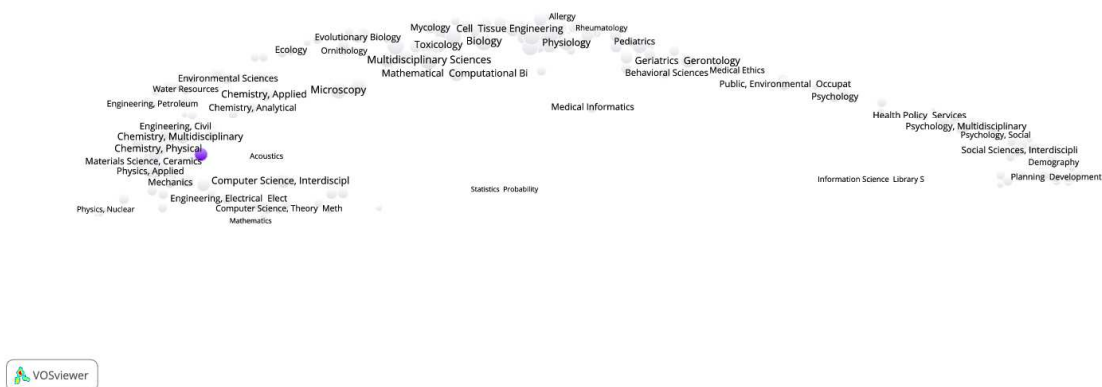 Allergy
Mycology Cell Tissue Engineering Rheumatology
Evolutionary Biology Toxicology Biology Physiology Pediatrics
Ecology Ornithology
Multidisciplinary Sciences Geriatrics Gerontology
Mathematical Computational Bi Behavioral Sciences Medical Ethics
Environmental Sciences
Public, Environmental Occupat
Water Resources Chemistry, Applied Microscopy
Psychology
Engineering, Petroleum Chemistry, Analytical Medical Informatics
Health Policy Services
Engineering, Civil Psychology, Multidisciplinary
Chemistry, Multidisciplinary Psychology, Social
Chemistry, Physical Social Sciences, Interdiscipli
Acoustics
Materials Science, Ceramics Demography
Physics, Applied
Planning Development
Mechanics Computer Science, Interdiscipl Information Science Library S
Statistics Probability
Engineering, Electrical Elect
Physics, Nuclear Computer Science, Theory Meth
Mathematics
VOSviewer